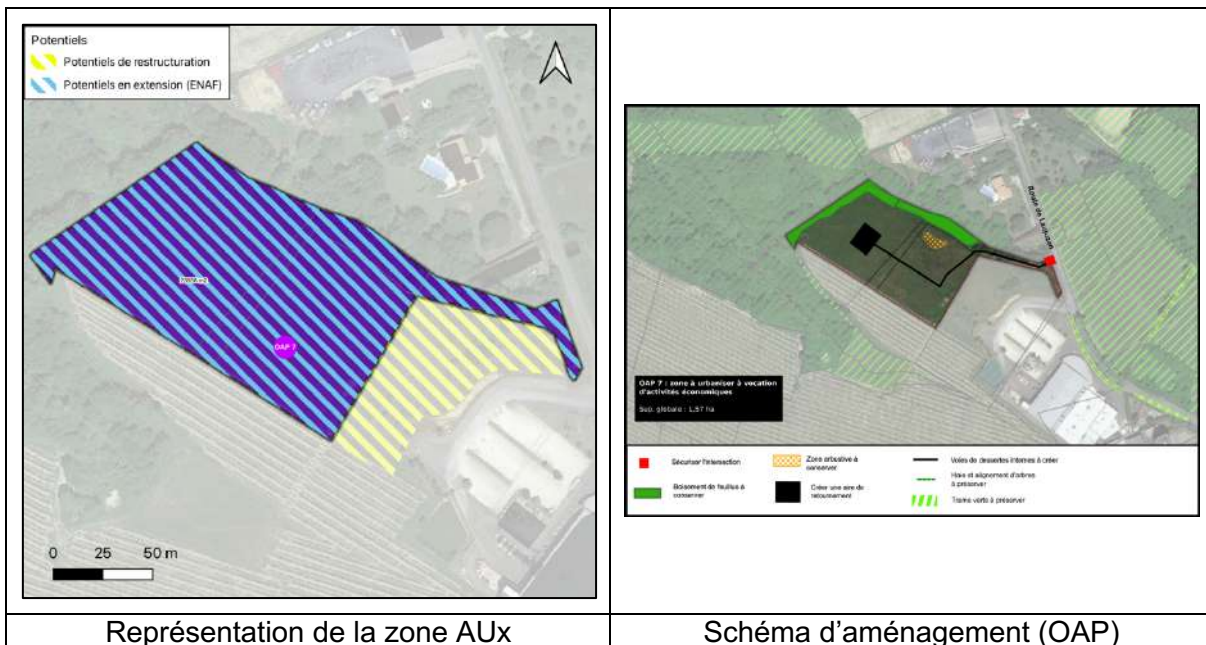 Potentiels
Potentiels de restructuration
Potentiels en extension (ENAF)
OAP 7
0 25 50 m
Représentation de la zone AUx
Route de Lauduzan
OAP 7 : zone à urbaniser à vocation
d'activités économiques
Sup. globale : 1,57 ha
Sécuriser l'intersection
Boisement de feuillus à
conserver
Zone arbustive à
conserver
Créer une aire de
retournement
Voies de dessertes internes à créer
Haie et alignement d'arbres
à préserver
Trame verte à préserver
Schéma d'aménagement (OAP)